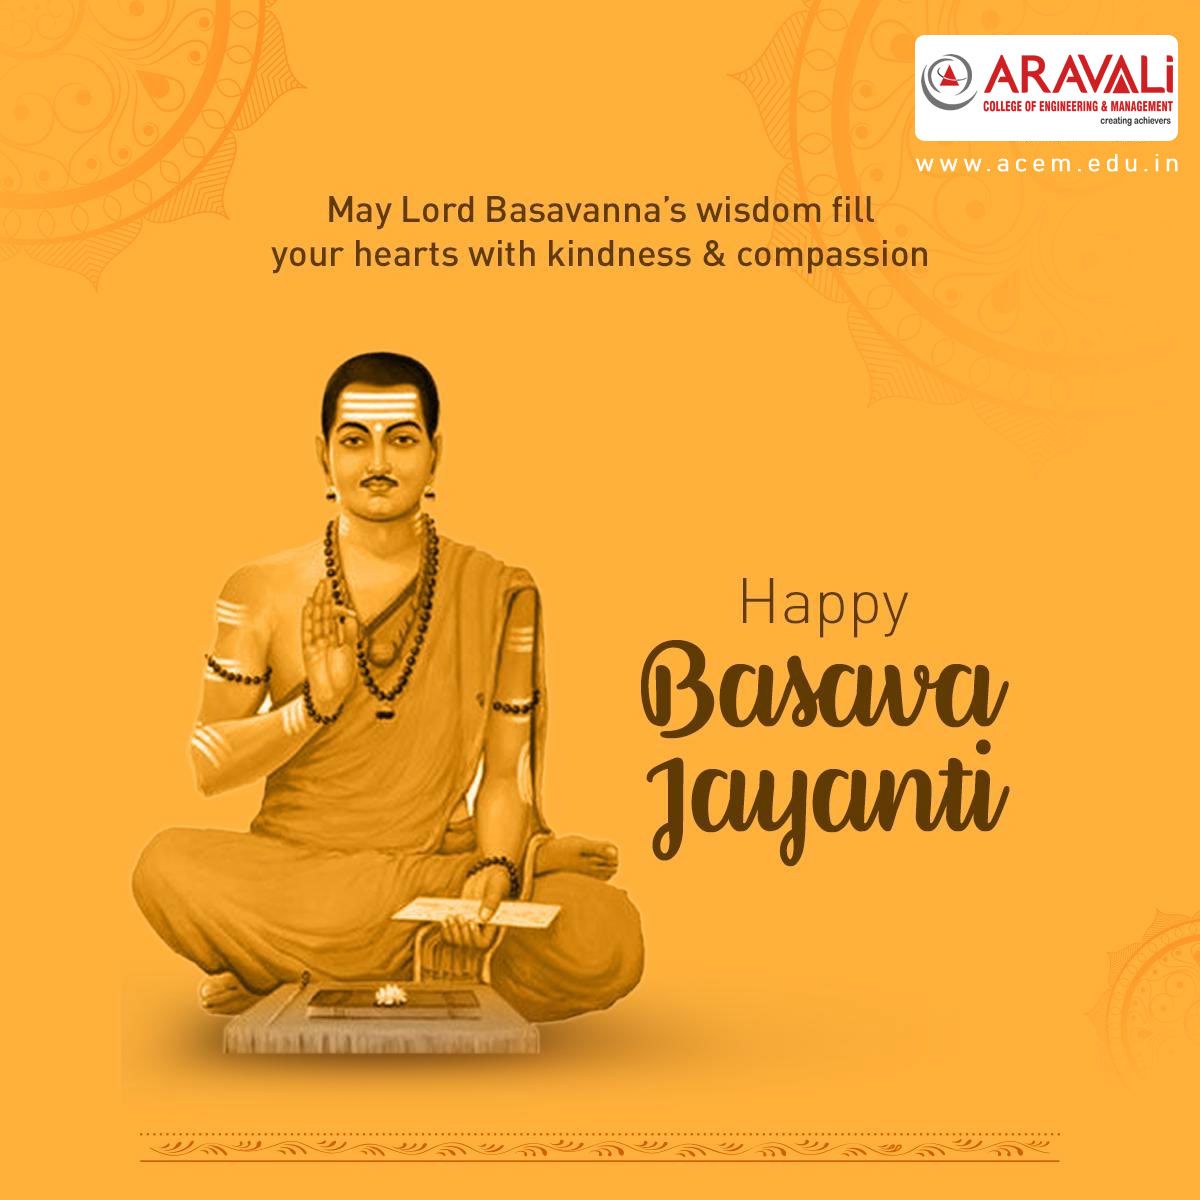 ARAVALi
COLLEGE OF ENGINEERING & MANAGEMENT
creating achievers
www.acem.edu.in
May Lord Basavanna's wisdom fill
your hearts with kindness & compassion
Happy
Basava
Jayanti